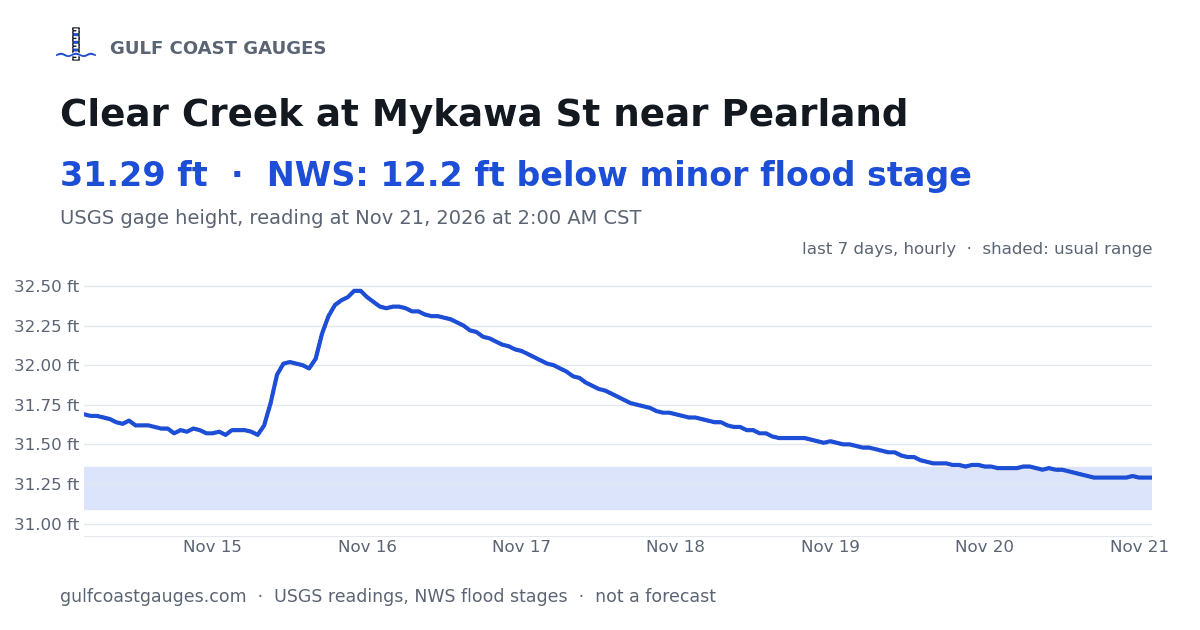 GULF COAST GAUGES
Clear Creek at Mykawa St near Pearland
31.29 ft · NWS: 12.2 ft below minor flood stage
USGS gage height, reading at Nov 21, 2026 at 2:00 AM CST
last 7 days, hourly · shaded: usual range
32.50 ft
32.25 ft
32.00 ft
31.75 ft
31.50 ft
31.25 ft
31.00 ft
Nov 15 Nov 16 Nov 17 Nov 18 Nov 19 Nov 20 Nov 21
gulfcoastgauges.com · USGS readings, NWS flood stages · not a forecast